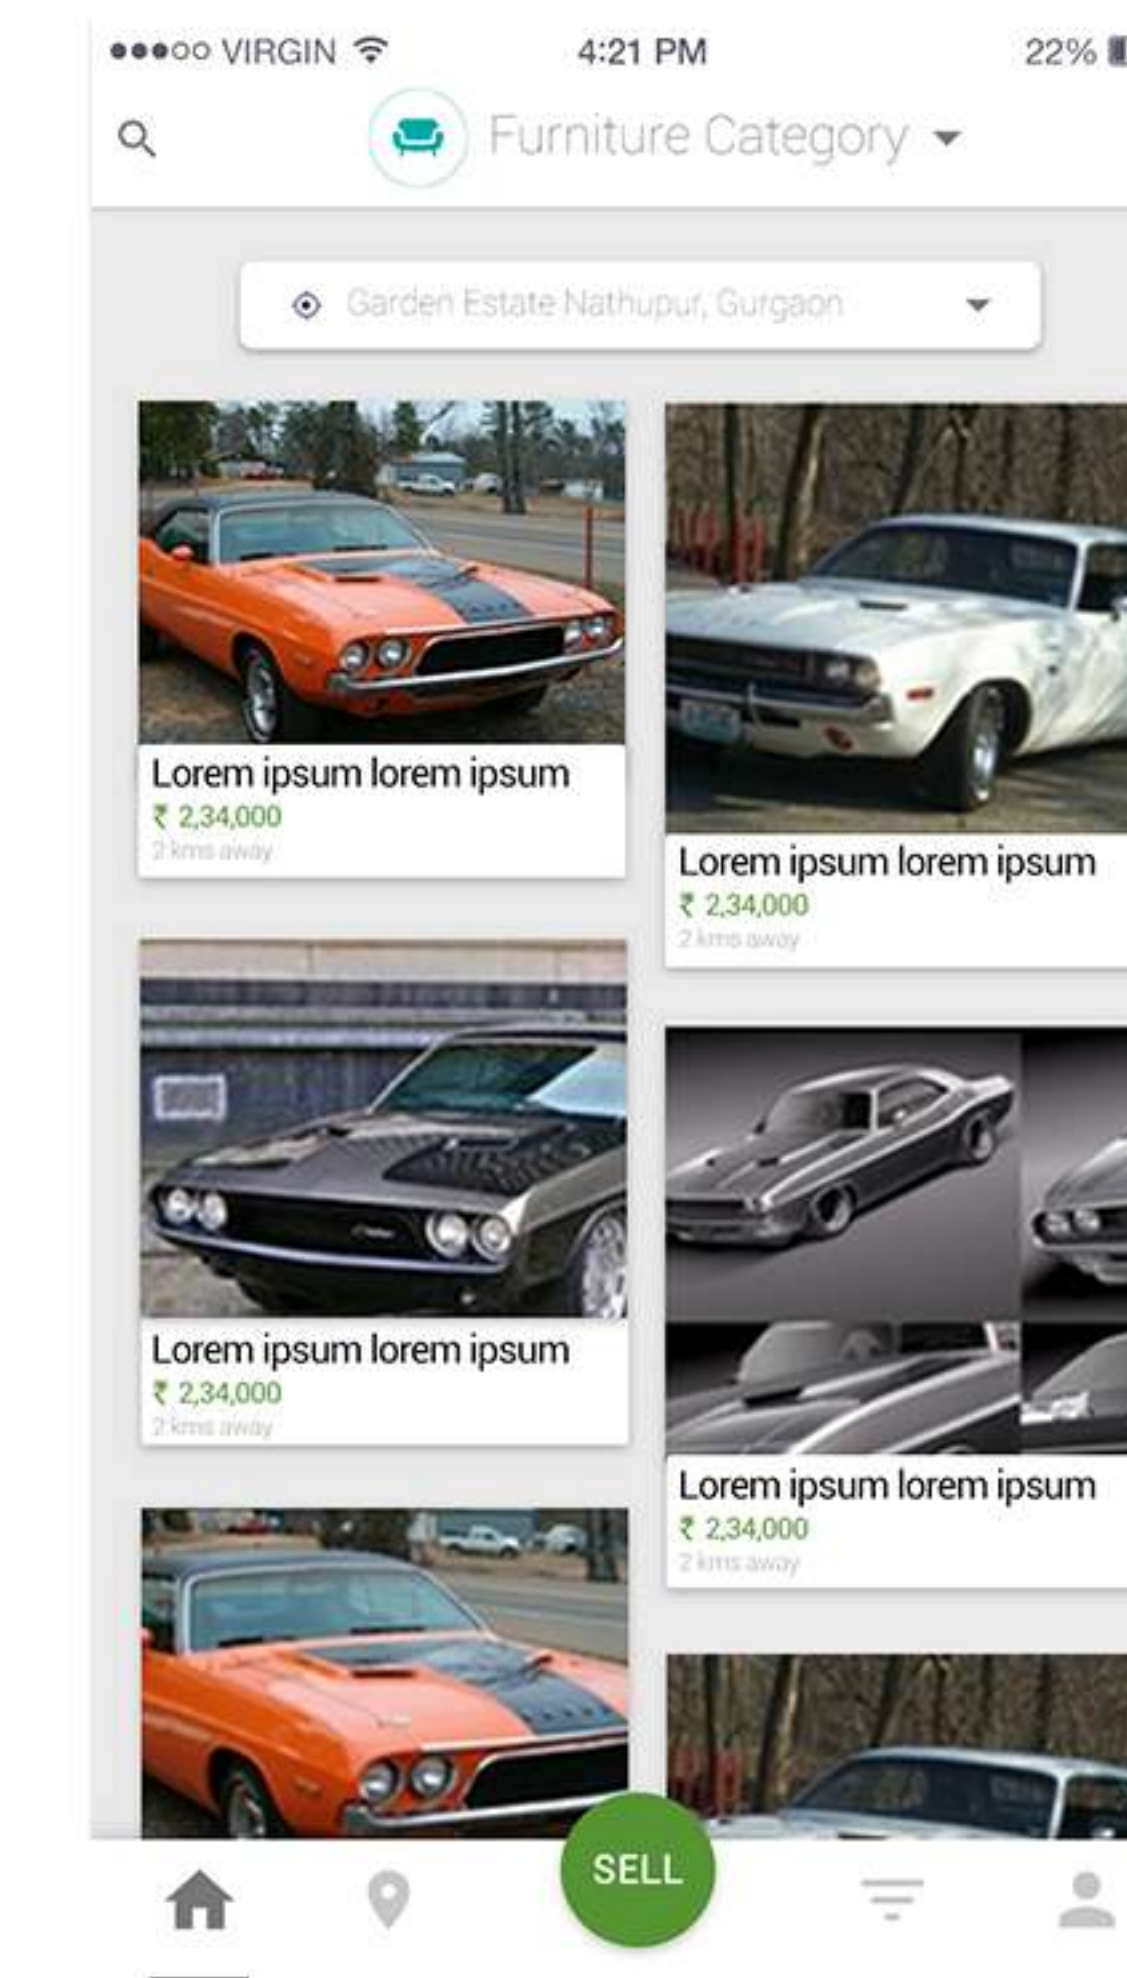 VIRGIN 4:21 PM 22%
Furniture Category
Garden Estate Nathupur, Gurgaon
Lorem ipsum lorem ipsum
₹ 2,34,000
2 kms away
Lorem ipsum lorem ipsum
₹ 2,34,000
2 kms away
Lorem ipsum lorem ipsum
₹ 2,34,000
2 kms away
Lorem ipsum lorem ipsum
₹ 2,34,000
2 kms away
SELL